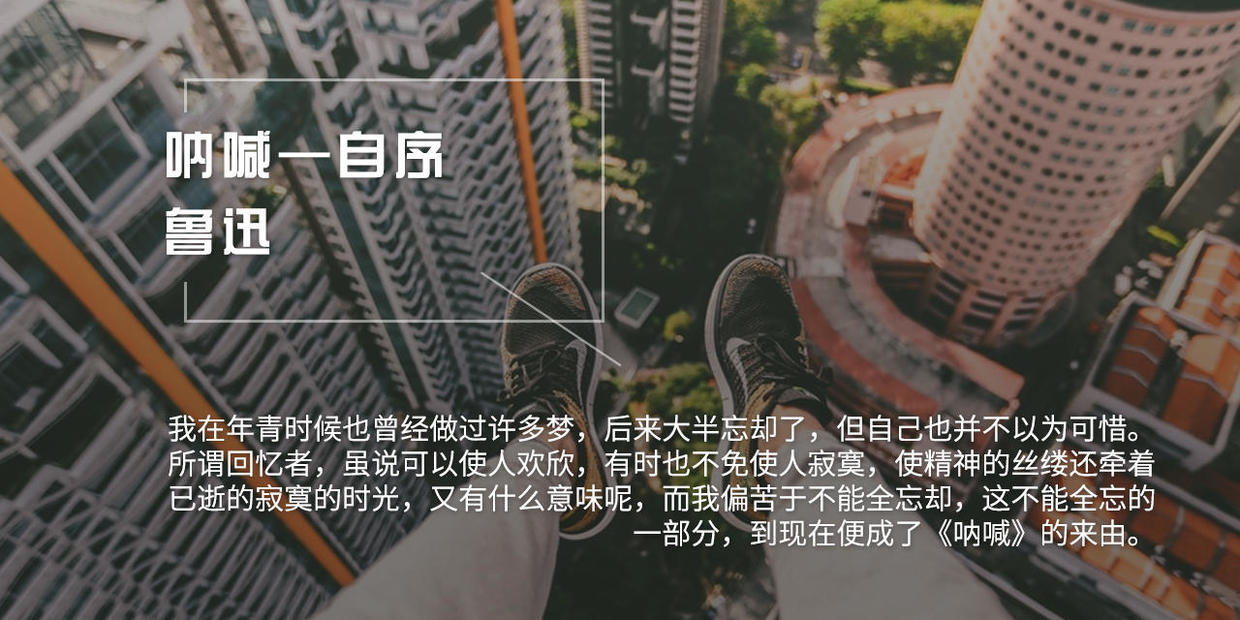 呐喊—自序
鲁迅
我在年青时候也曾经做过许多梦，后来大半忘却了，但自己也并不以为可惜。
所谓回忆者，虽说可以使人欢欣，有时也不免使人寂寞，使精神的丝缕还牵着
已逝的寂寞的时光，又有什么意味呢，而我偏苦于不能全忘却，这不能全忘的
一部分，到现在便成了《呐喊》的来由。